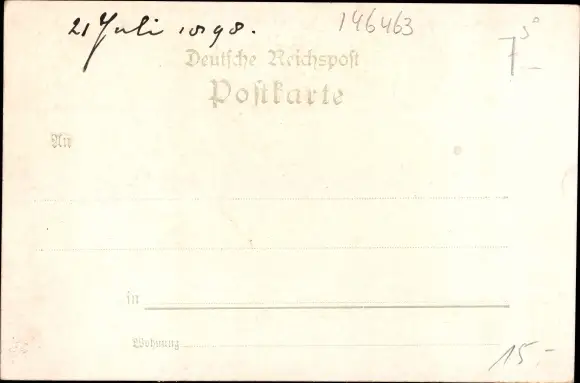 21 Juli 1898.
146463
7 50
Deutsche Reichspost
Postkarte
An
in
Wohnung
15.-